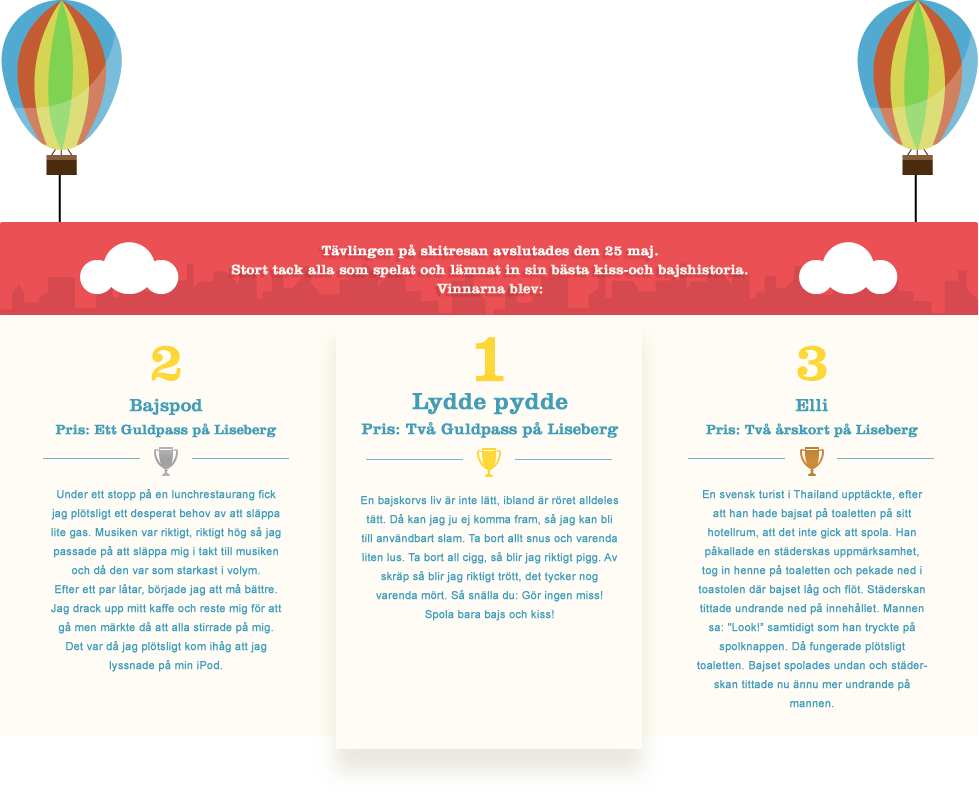 Tävlingen på skitresan avslutades den 25 maj.
Stort tack alla som spelat och lämnat in sin bästa kiss-och bajshistoria.
Vinnarna blev:
2
Bajspod
Pris: Ett Guldpass på Liseberg
Under ett stopp på en lunchrestaurang fick
jag plötsligt ett desperat behov av att släppa
lite gas. Musiken var riktigt, riktigt hög så jag
passade på att släppa mig i takt till musiken
och då den var som starkast i volym.
Efter ett par låtar, började jag att må bättre.
Jag drack upp mitt kaffe och reste mig för att
gå men märkte då att alla stirrade på mig.
Det var då jag plötsligt kom ihåg att jag
lyssnade på min iPod.
1
Lydde pydde
Pris: Två Guldpass på Liseberg
En bajskorvs liv är inte lätt, ibland är röret alldeles
tätt. Då kan jag ju ej komma fram, så jag kan bli
till användbart slam. Ta bort allt snus och varenda
liten lus. Ta bort all cigg, så blir jag riktigt pigg. Av
skräp så blir jag riktigt trött, det tycker nog
varenda mört. Så snälla du: Gör ingen miss!
Spola bara bajs och kiss!
3
Elli
Pris: Två årskort på Liseberg
En svensk turist i Thailand upptäckte, efter
att han hade bajsat på toaletten på sitt
hotellrum, att det inte gick att spola. Han
påkallade en städerskas uppmärksamhet,
tog in henne på toaletten och pekade ned i
toastolen där bajset låg och flöt. Städerskan
tittade undrande ned på innehållet. Mannen
sa: "Look!" samtidigt som han tryckte på
spolknappen. Då fungerade plötsligt
toaletten. Bajset spolades undan och städer-
skan tittade nu ännu mer undrande på
mannen.